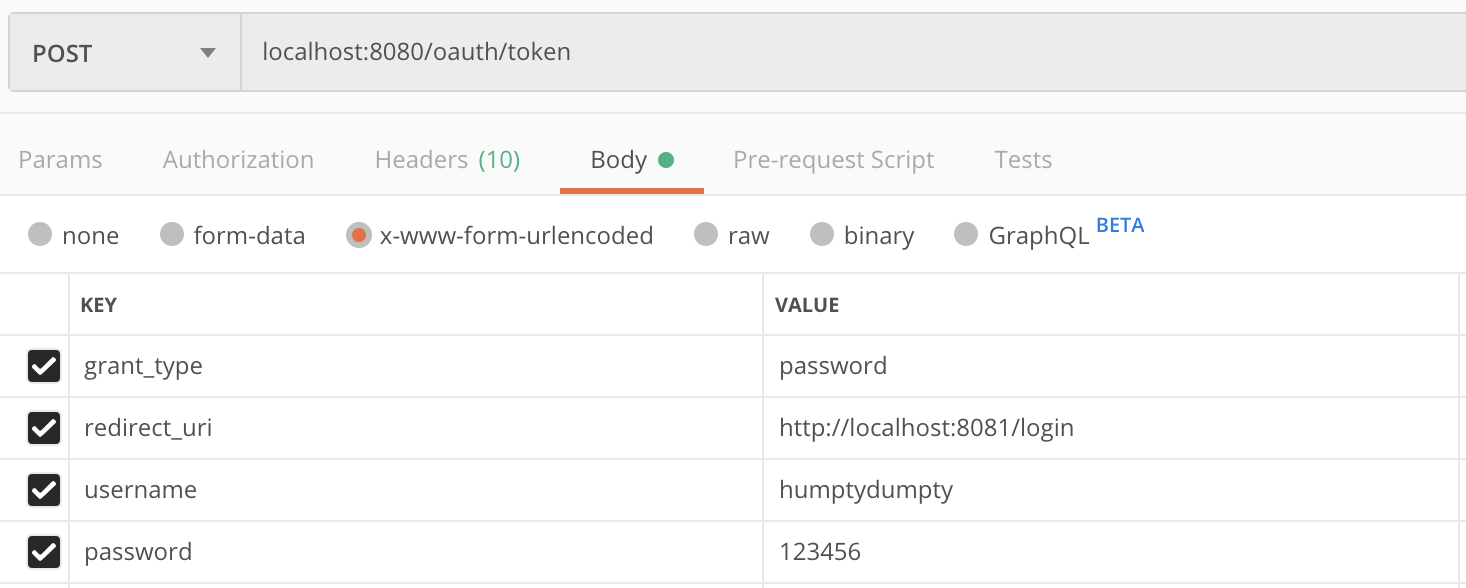 POST localhost:8080/oauth/token
Params Authorization Headers (10) Body Pre-request Script Tests
none form-data x-www-form-urlencoded raw binary GraphQL BETA
KEY VALUE
grant_type password
redirect_uri http://localhost:8081/login
username humptydumpty
password 123456